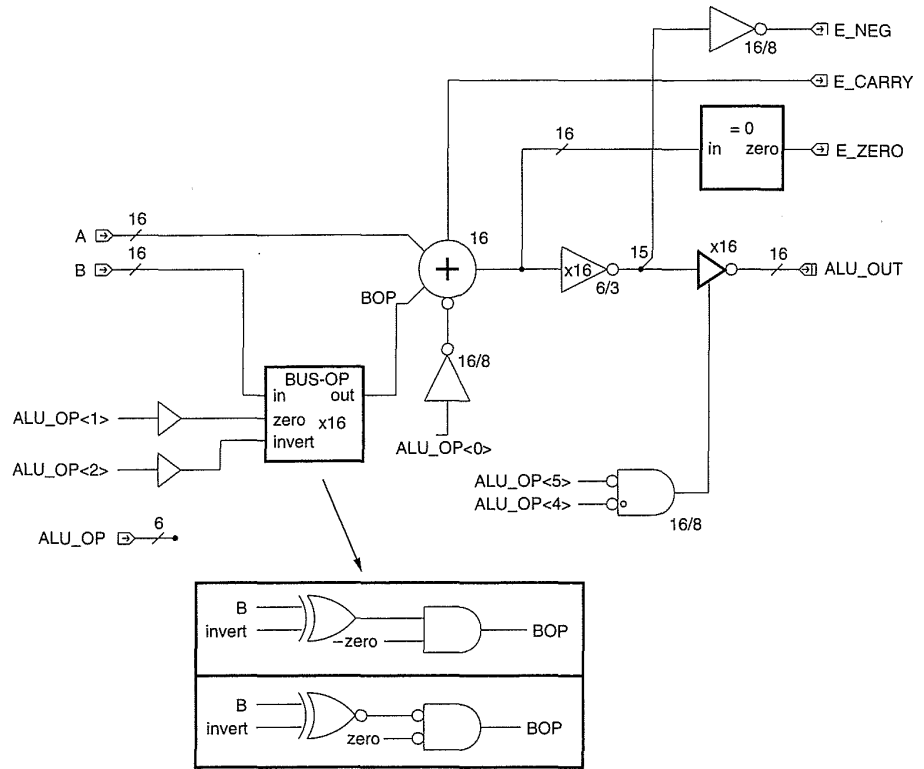 E_NEG
16/8
E_CARRY
= 0
in zero
16
E_ZERO
A
16
B
16
16
+
BOP
x16
6/3
15
x16
16
ALU_OUT
16/8
ALU_OP<0>
BUS-OP
in out
zero x16
invert
ALU_OP<1>
ALU_OP<2>
ALU_OP
6
ALU_OP<5>
ALU_OP<4>
16/8
B
invert
−zero
BOP
B
invert
zero
BOP